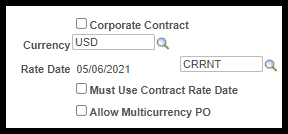 Corporate Contract
Currency USD
Rate Date 05/06/2021 CRRNT
Must Use Contract Rate Date
Allow Multicurrency PO